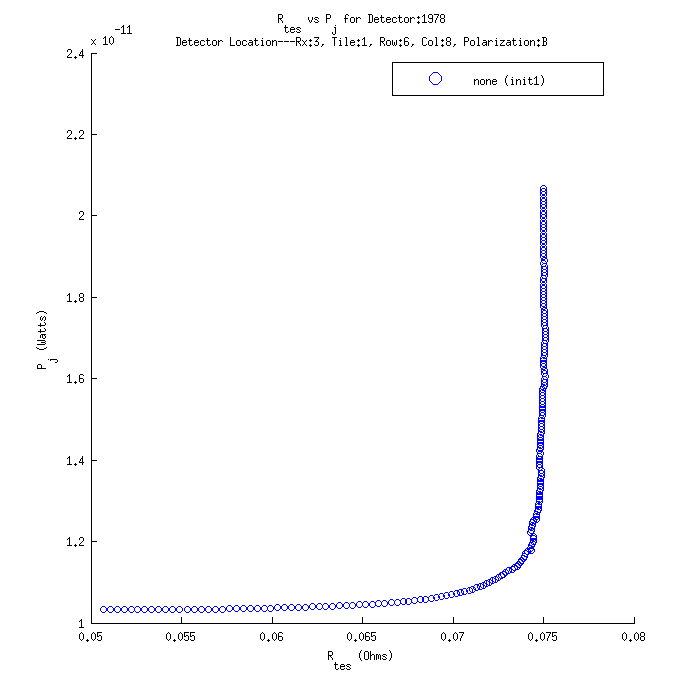 R_tes vs P_j for Detector:1978
Detector Location---Rx:3, Tile:1, Row:6, Col:8, Polarization:B
x 10^-11
none (init1)
2.4
2.2
2
1.8
1.6
1.4
1.2
1
P_j (Watts)
0.05 0.055 0.06 0.065 0.07 0.075 0.08
R_tes (Ohms)